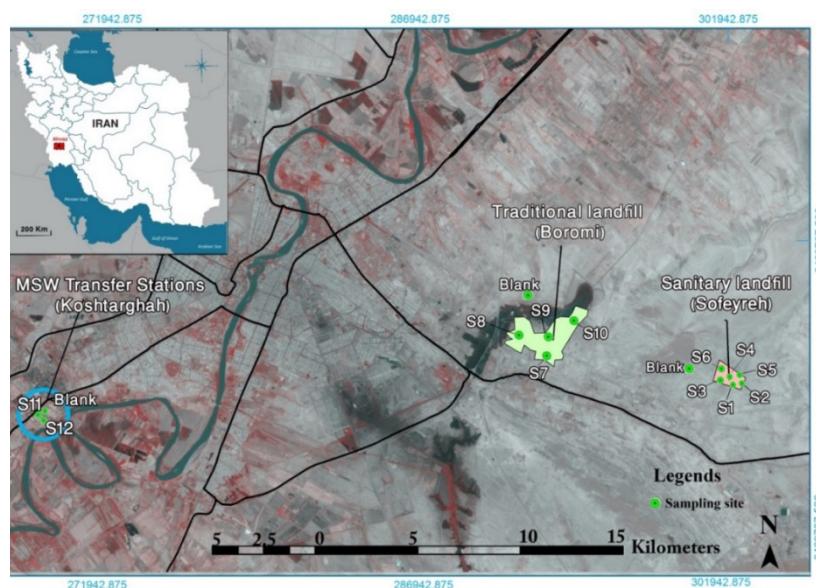 271942.875 286942.875 301942.875
Caspian Sea
IRAN
Ahvaz
Persian Gulf
Gulf of Oman
Arabian Sea
200 Km
MSW Transfer Stations
(Koshtarghah)
Traditional landfill
(Boromi)
Sanitary landfill
(Sofeyreh)
Blank
S9
S8
S10
S7
Blank
S6
S4
S5
S3
S1
S2
S11
Blank
S12
Legends
Sampling site
N
5 2.5 0 5 10 15
Kilometers
271942.875 286942.875 301942.875